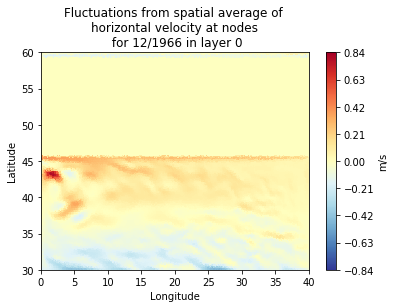 Fluctuations from spatial average of
horizontal velocity at nodes
for 12/1966 in layer 0
60
55
50
45
40
35
30
Latitude
0 5 10 15 20 25 30 35 40
Longitude
0.84
0.63
0.42
0.21
0.00
−0.21
−0.42
−0.63
−0.84
m/s